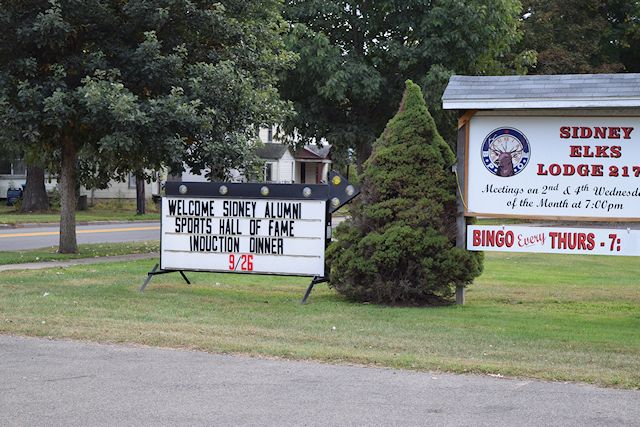 WELCOME SIDNEY ALUMNI
SPORTS HALL OF FAME
INDUCTION DINNER
9/26
SIDNEY
ELKS
LODGE 217
Meetings on 2nd & 4th Wednesd
of the Month at 7:00pm
BINGO Every THURS - 7: